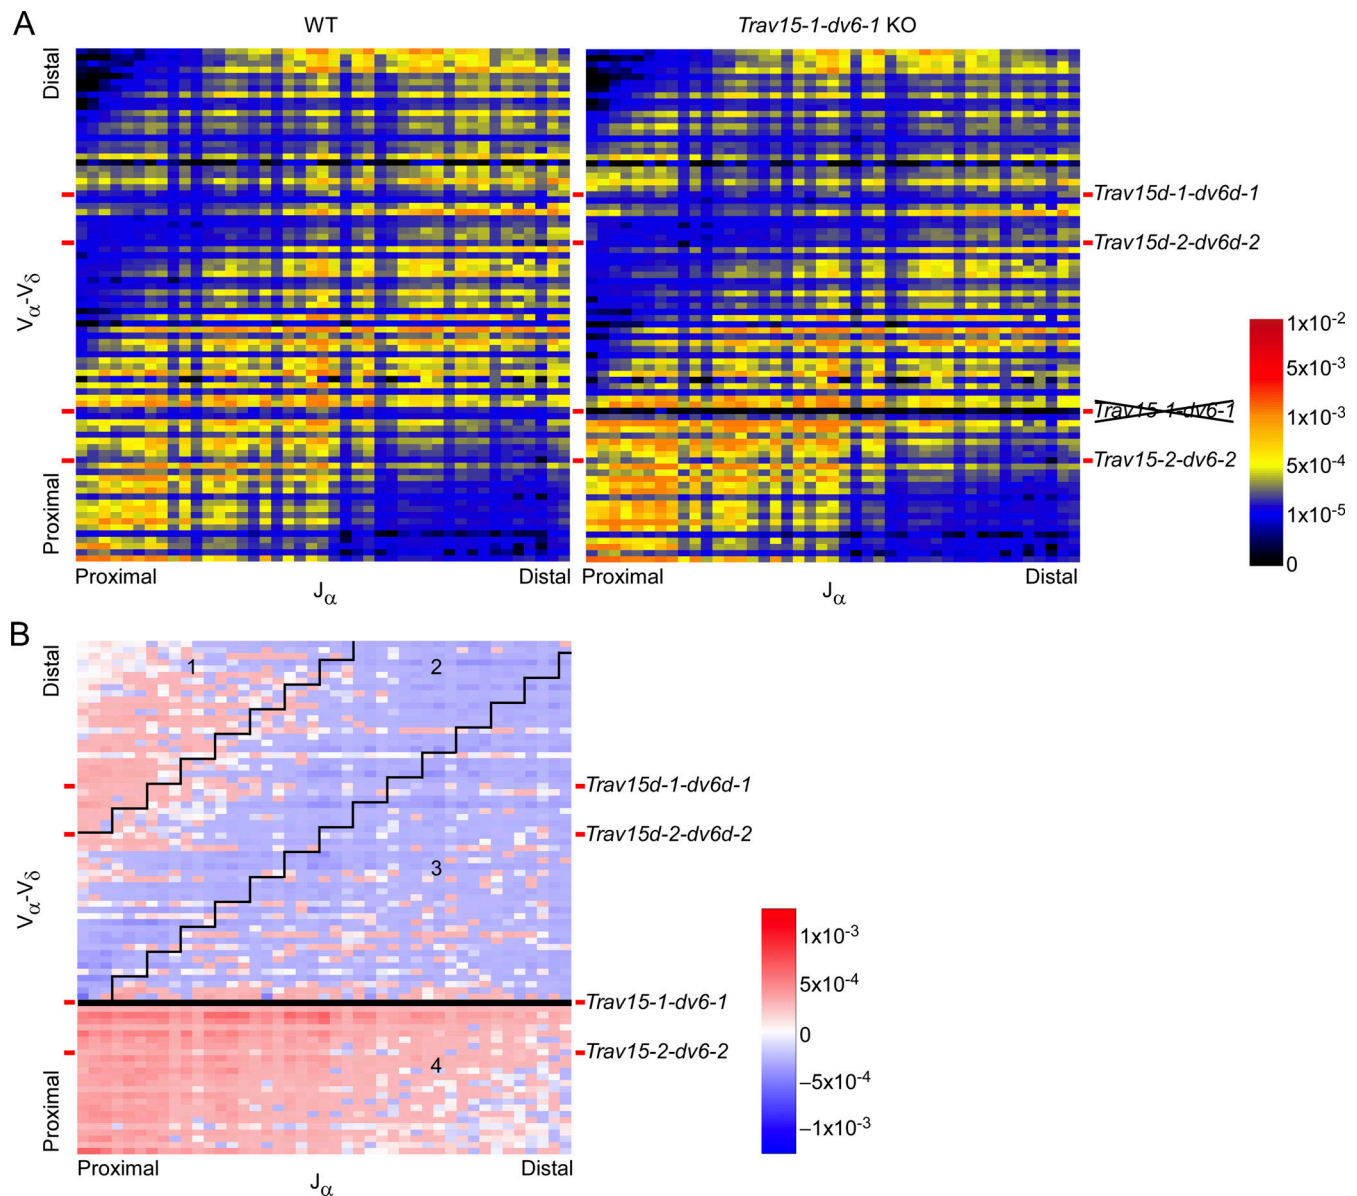 A
WT
Trav15-1-dv6-1 KO
Distal
Vα-Vδ
Proximal
Trav15d-1-dv6d-1
Trav15d-2-dv6d-2
Trav15-1-dv6-1
Trav15-2-dv6-2
1x10-2
5x10-3
1x10-3
5x10-4
1x10-5
0
Proximal
Jα
Distal
Proximal
Jα
Distal
B
Distal
Vα-Vδ
Proximal
1
2
3
4
Trav15d-1-dv6d-1
Trav15d-2-dv6d-2
Trav15-1-dv6-1
Trav15-2-dv6-2
1x10-3
5x10-4
0
–5x10-4
–1x10-3
Proximal
Jα
Distal